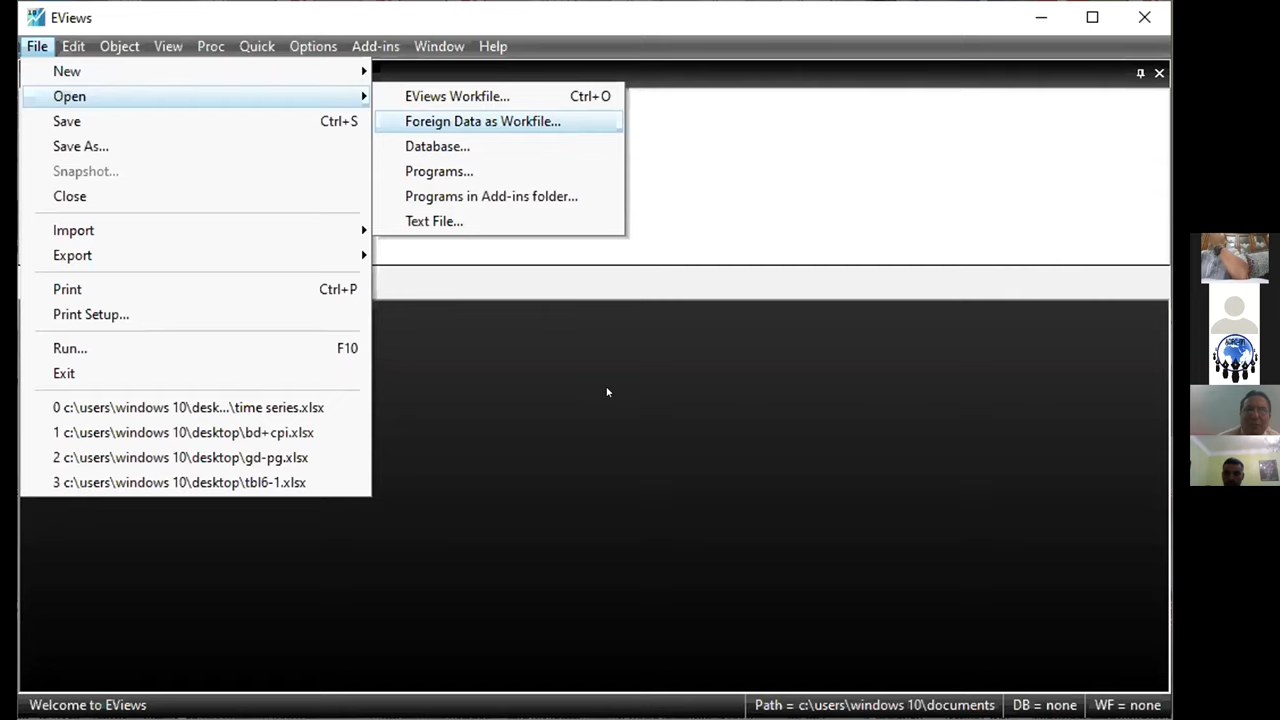 EViews
File Edit Object View Proc Quick Options Add-ins Window Help
New
Open
Save Ctrl+S
Save As...
Snapshot...
Close
Import
Export
Print Ctrl+P
Print Setup...
Run... F10
Exit
0 c:\users\windows 10\desk...\time series.xlsx
1 c:\users\windows 10\desktop\bd+cpi.xlsx
2 c:\users\windows 10\desktop\gd-pg.xlsx
3 c:\users\windows 10\desktop\tbl6-1.xlsx
EViews Workfile... Ctrl+O
Foreign Data as Workfile...
Database...
Programs...
Programs in Add-ins folder...
Text File...
Welcome to EViews
Path = c:\users\windows 10\documents
DB = none
WF = none